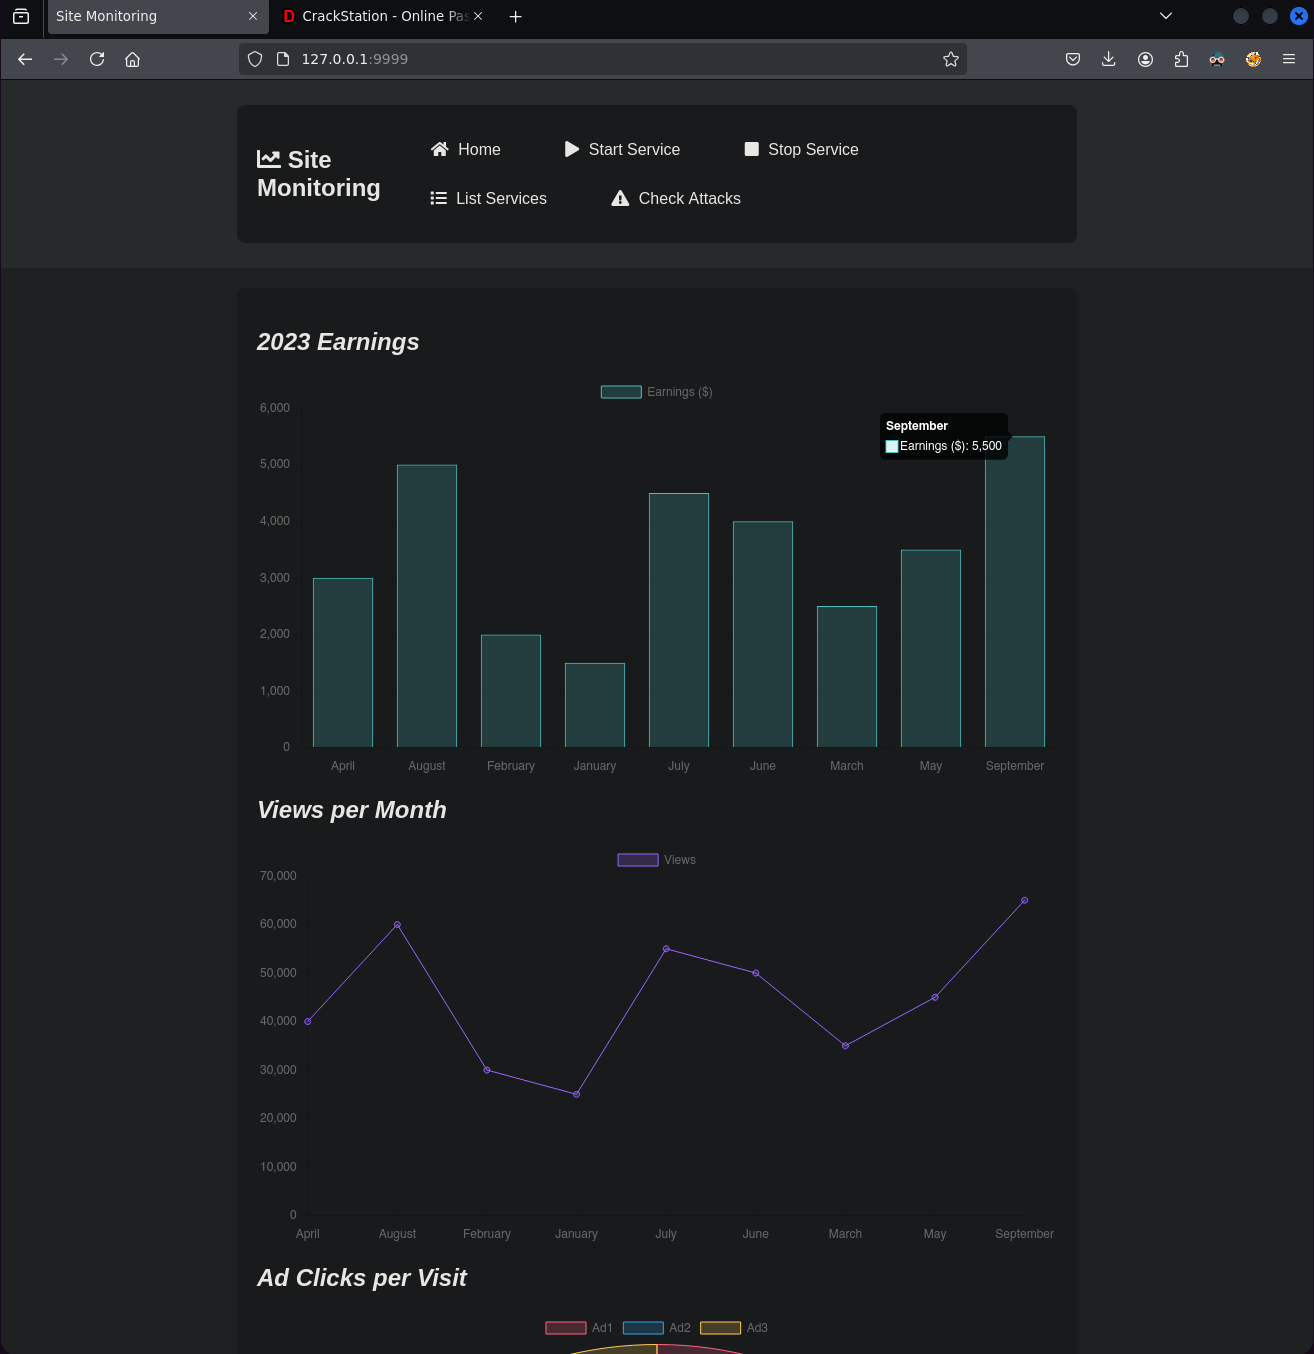 Site Monitoring
CrackStation - Online Pas
127.0.0.1:9999
Site
Monitoring
Home
Start Service
Stop Service
List Services
Check Attacks
2023 Earnings
Earnings ($)
6,000
5,000
4,000
3,000
2,000
1,000
0
September
Earnings ($): 5,500
April August February January July June March May September
Views per Month
Views
70,000
60,000
50,000
40,000
30,000
20,000
10,000
0
April August February January July June March May September
Ad Clicks per Visit
Ad1 Ad2 Ad3